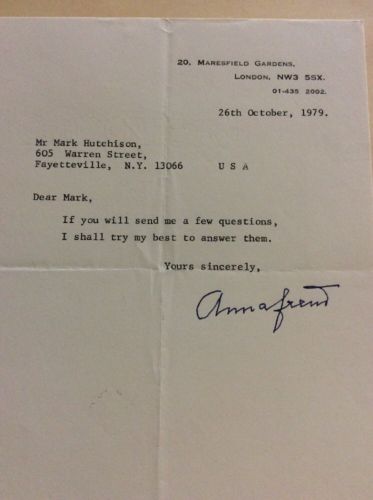 20, MARESFIELD GARDENS,
LONDON, NW3 5SX.
01-435 2002.
26th October, 1979.
Mr Mark Hutchison,
605 Warren Street,
Fayetteville, N.Y. 13066 U S A
Dear Mark,
If you will send me a few questions,
I shall try my best to answer them.
Yours sincerely,
Anna Freud